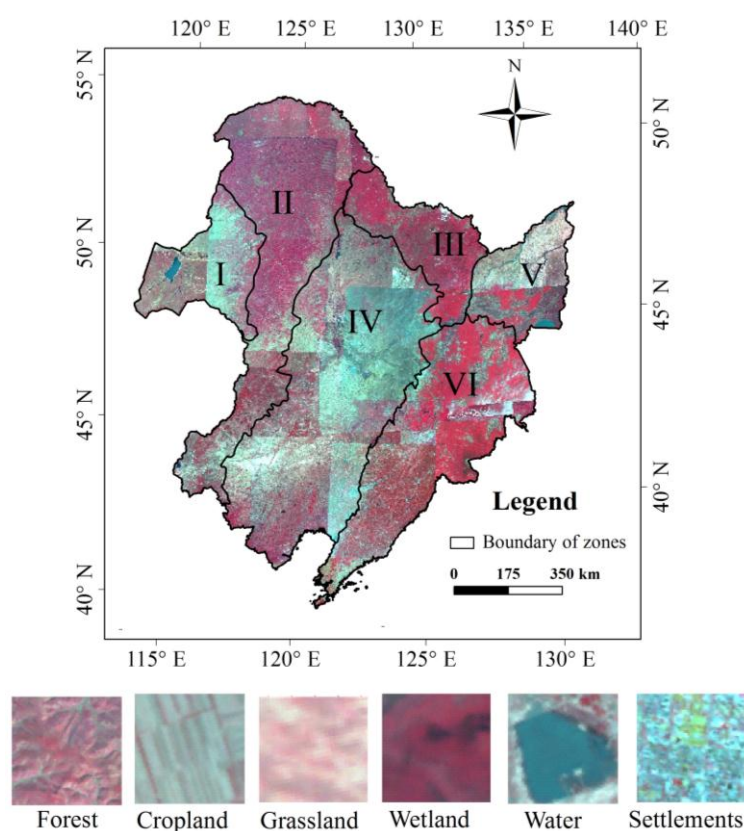 120° E 125° E 130° E 135° E 140° E
55° N
50° N
45° N
40° N
N
50° N
45° N
40° N
I
II
III
IV
V
VI
Legend
Boundary of zones
0 175 350 km
115° E 120° E 125° E 130° E
Forest Cropland Grassland Wetland Water Settlements